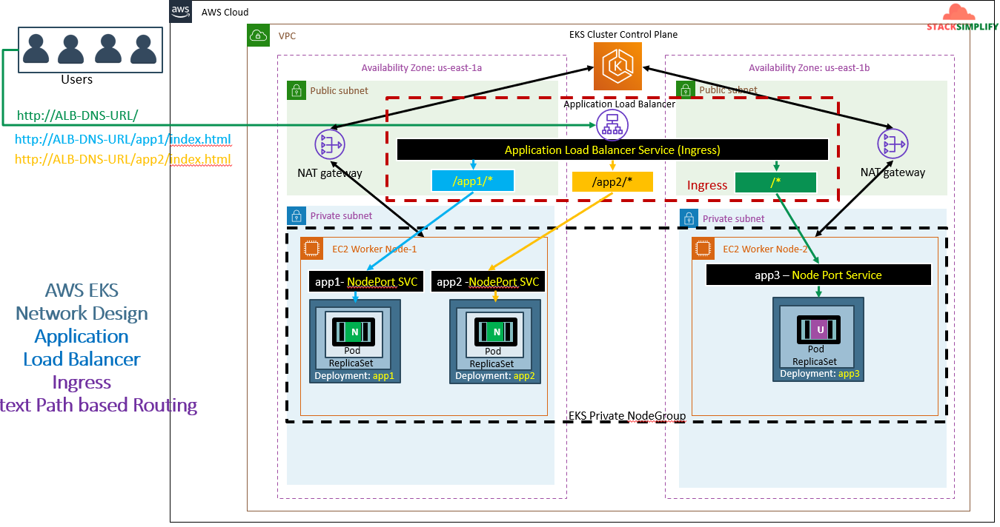 aws
AWS Cloud
STACKSIMPLIFY
VPC
EKS Cluster Control Plane
Users
Availability Zone: us-east-1a
Availability Zone: us-east-1b
Public subnet
Public subnet
Application Load Balancer
http://ALB-DNS-URL/
http://ALB-DNS-URL/app1/index.html
http://ALB-DNS-URL/app2/index.html
Application Load Balancer Service (Ingress)
NAT gateway
NAT gateway
/app1/*
/app2/*
Ingress
/*
Private subnet
Private subnet
EC2 Worker Node-1
EC2 Worker Node-2
app1- NodePort SVC
app2 -NodePort SVC
app3 – Node Port Service
K
N
Pod
ReplicaSet
Deployment: app1
N
Pod
ReplicaSet
Deployment: app2
U
Pod
ReplicaSet
Deployment: app3
EKS Private NodeGroup
AWS EKS
Network Design
Application
Load Balancer
Ingress
text Path based Routing